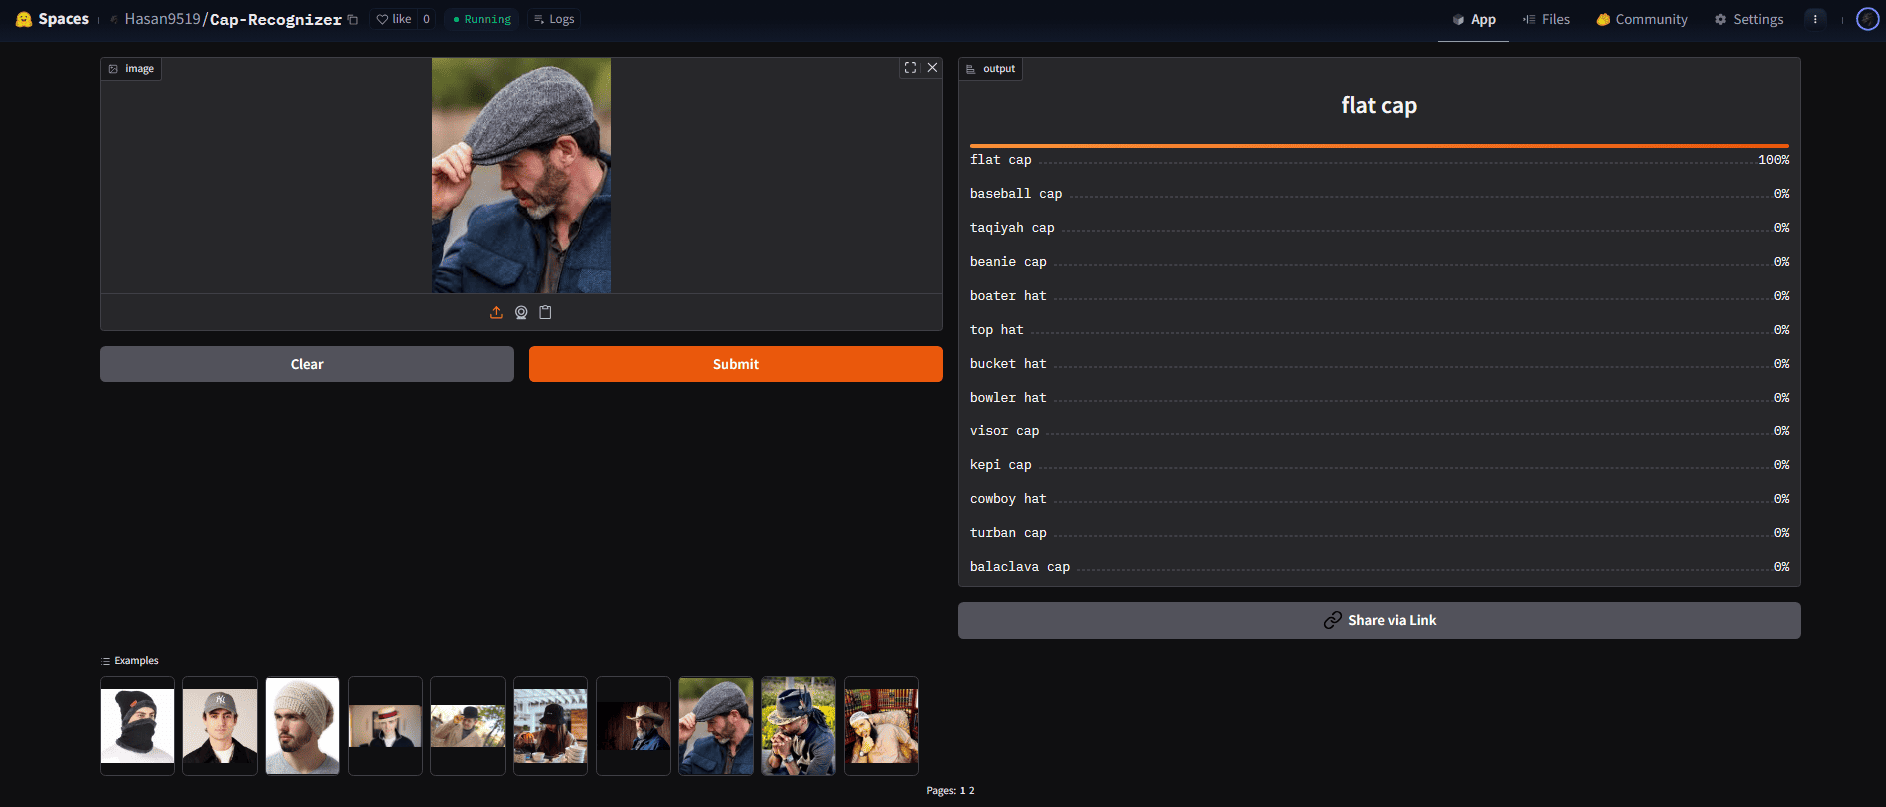 Spaces Hasan9519/Cap-Recognizer like 0 Running Logs App Files Community Settings
image
output
flat cap
flat cap 100%
baseball cap 0%
taqiyah cap 0%
beanie cap 0%
boater hat 0%
top hat 0%
bucket hat 0%
bowler hat 0%
visor cap 0%
kepi cap 0%
cowboy hat 0%
turban cap 0%
balaclava cap 0%
Clear
Submit
Share via Link
Examples
Pages: 1 2